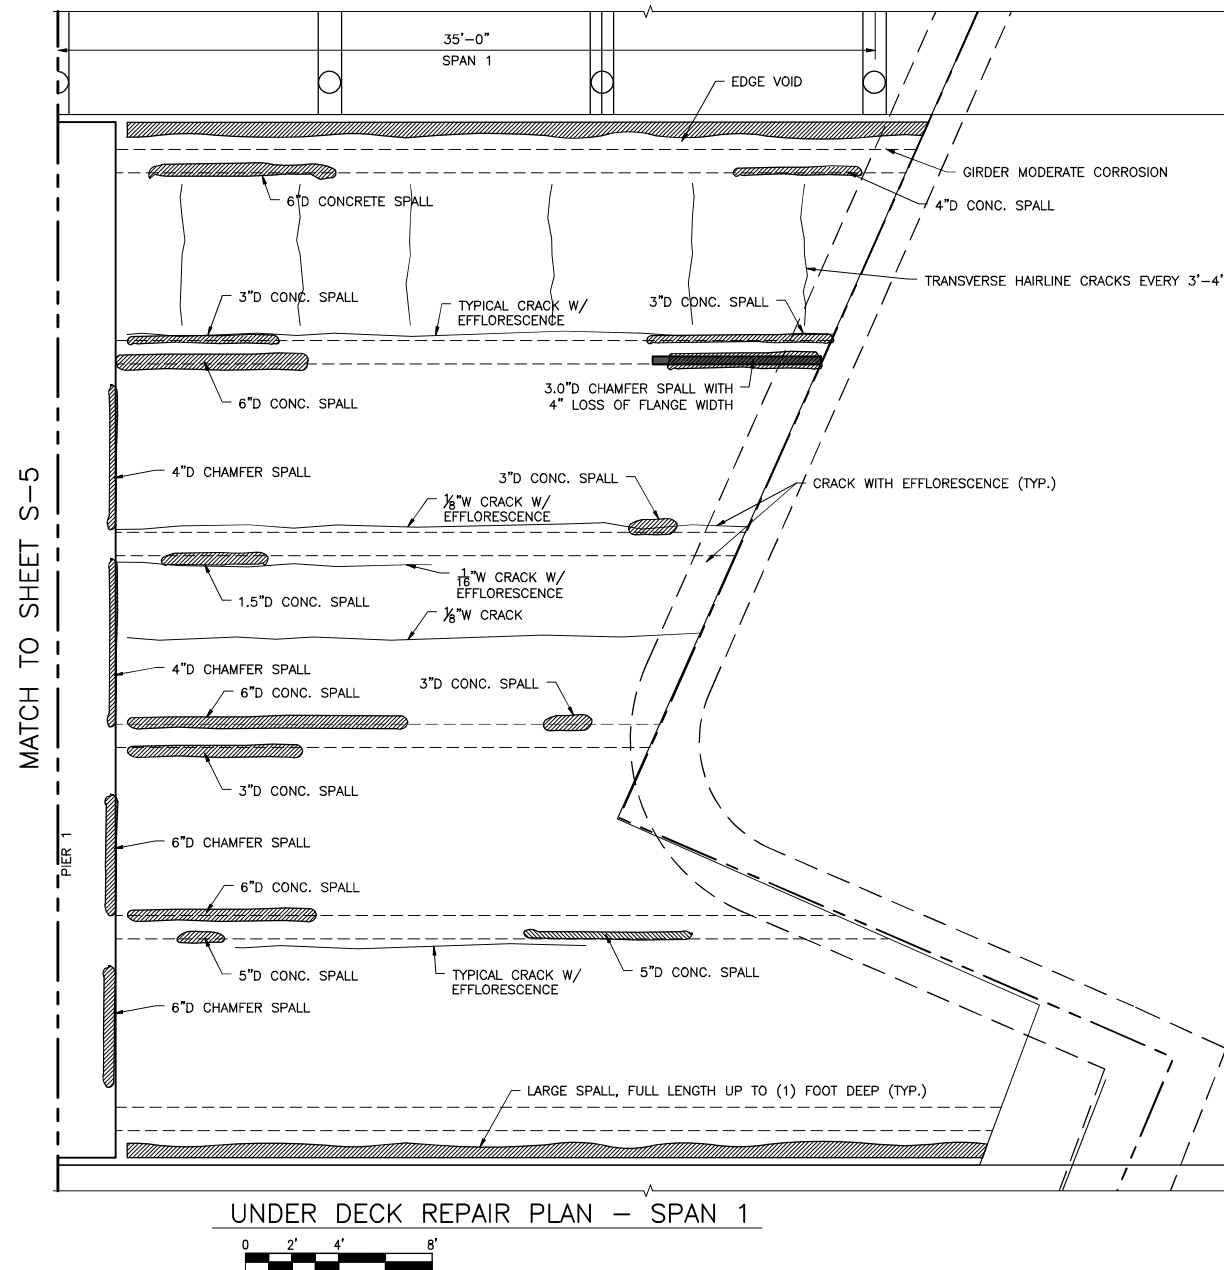 35'-0"
SPAN 1
EDGE VOID
GIRDER MODERATE CORROSION
6"D CONCRETE SPALL
4"D CONC. SPALL
TRANSVERSE HAIRLINE CRACKS EVERY 3'-4"
3"D CONC. SPALL
TYPICAL CRACK W/
EFFLORESCENCE
3"D CONC. SPALL
3.0"D CHAMFER SPALL WITH
4" LOSS OF FLANGE WIDTH
6"D CONC. SPALL
4"D CHAMFER SPALL
3"D CONC. SPALL
CRACK WITH EFFLORESCENCE (TYP.)
⅛"W CRACK W/
EFFLORESCENCE
MATCH TO SHEET S-5
1/16"W CRACK W/
EFFLORESCENCE
1.5"D CONC. SPALL
⅛"W CRACK
4"D CHAMFER SPALL
6"D CONC. SPALL
3"D CONC. SPALL
3"D CONC. SPALL
PIER 1
6"D CHAMFER SPALL
6"D CONC. SPALL
5"D CONC. SPALL
TYPICAL CRACK W/
EFFLORESCENCE
5"D CONC. SPALL
6"D CHAMFER SPALL
LARGE SPALL, FULL LENGTH UP TO (1) FOOT DEEP (TYP.)
UNDER DECK REPAIR PLAN - SPAN 1
0 2' 4' 8'